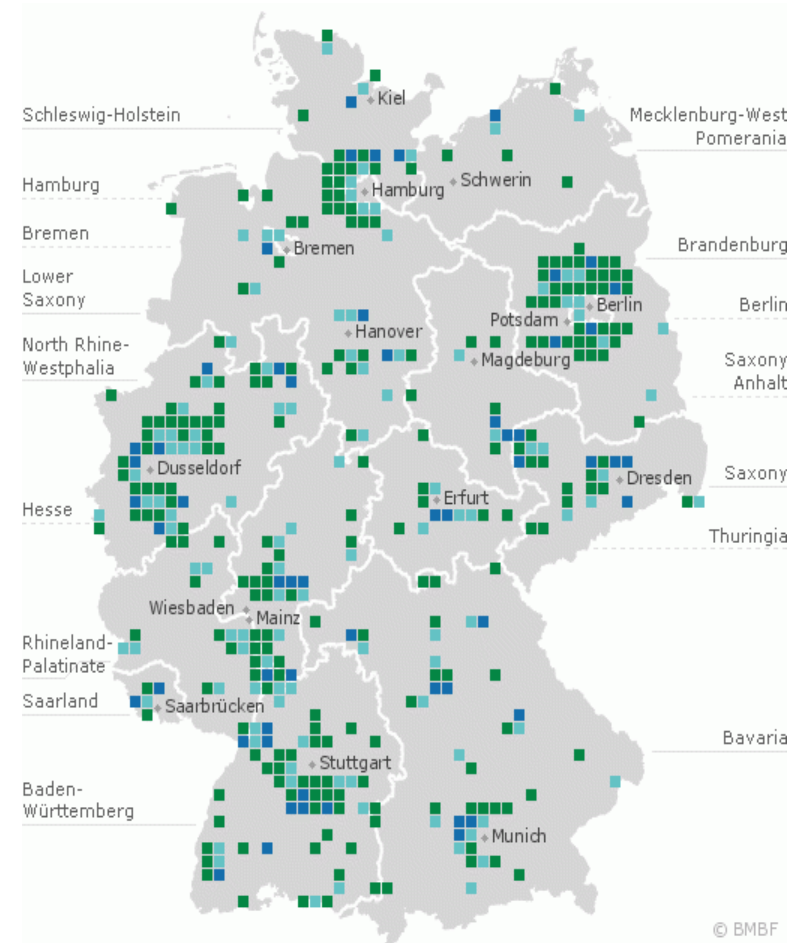 Kiel
Schleswig-Holstein
Mecklenburg-West
Pomerania
Schwerin
Hamburg
Hamburg
Bremen
Bremen
Brandenburg
Lower
Saxony
Berlin
Berlin
Potsdam
Hanover
North Rhine-
Westphalia
Magdeburg
Saxony
Anhalt
Dusseldorf
Dresden
Saxony
Erfurt
Hesse
Thuringia
Wiesbaden
Mainz
Rhineland-
Palatinate
Saarland
Saarbrücken
Bavaria
Stuttgart
Baden-
Württemberg
Munich
© BMBF